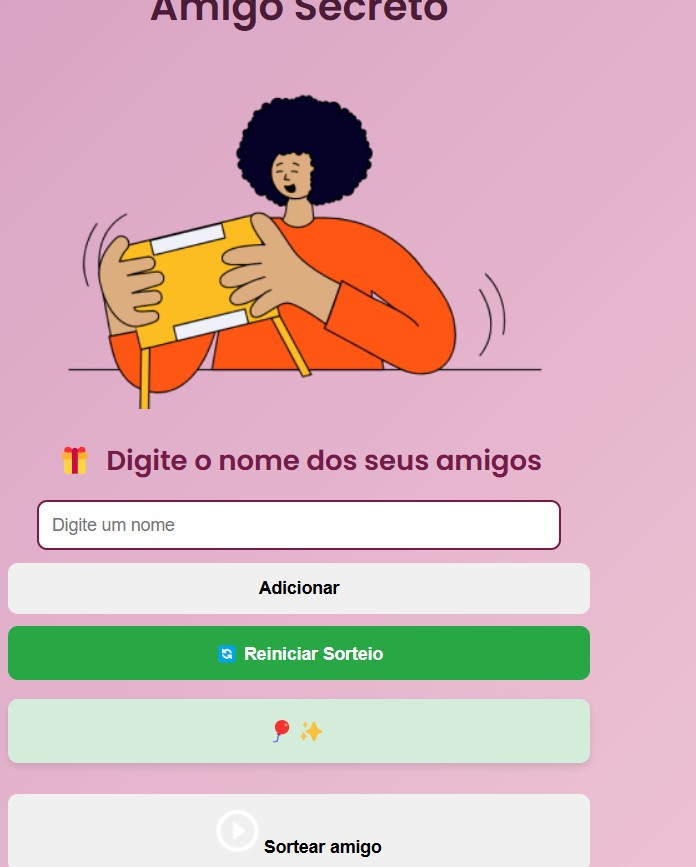 Amigo Secreto
Digite o nome dos seus amigos
Digite um nome
Adicionar
Reiniciar Sorteio
Sortear amigo